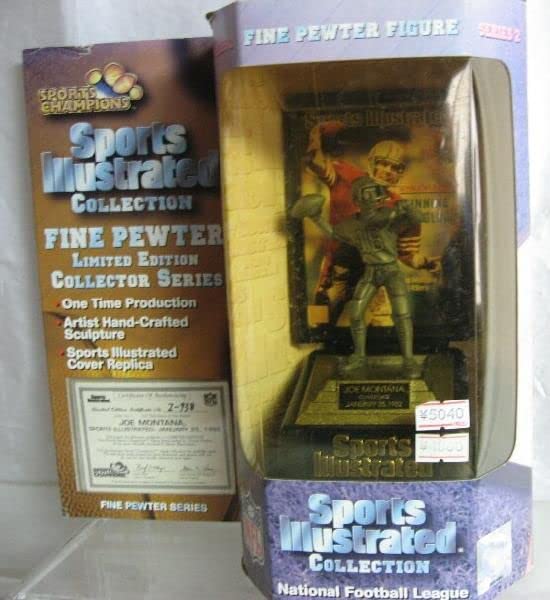 SPORTS
CHAMPIONS
Sports
Illustrated
COLLECTION
FINE PEWTER
LIMITED EDITION
COLLECTOR SERIES
• One Time Production
• Artist Hand-Crafted
Sculpture
• Sports Illustrated
Cover Replica
Certificate Of Authenticity
Z-938
JOE MONTANA
SPORTS ILLUSTRATED: JANUARY 25, 1982
FINE PEWTER SERIES
FINE PEWTER FIGURE
SERIES 2
Sports Illustrated
16
JOE MONTANA
JANUARY 25, 1982
¥5040
Sports
Illustrated
Sports
Illustrated
COLLECTION
National Football League